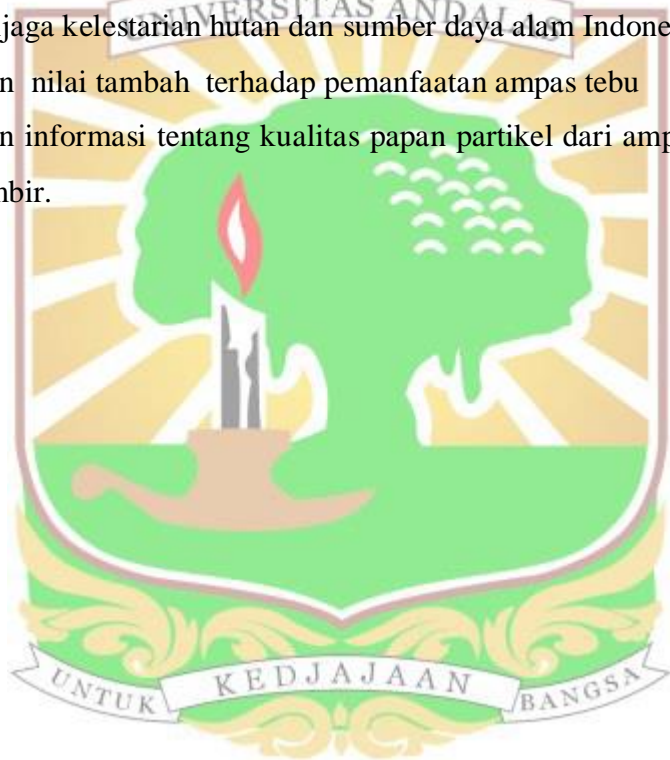 UNIVERSITAS ANDALAS
jaga kelestarian hutan dan sumber daya alam Indone
n nilai tambah terhadap pemanfaatan ampas tebu
n informasi tentang kualitas papan partikel dari amp
mbir.
UNTUK KEDJAJAAN BANGSA